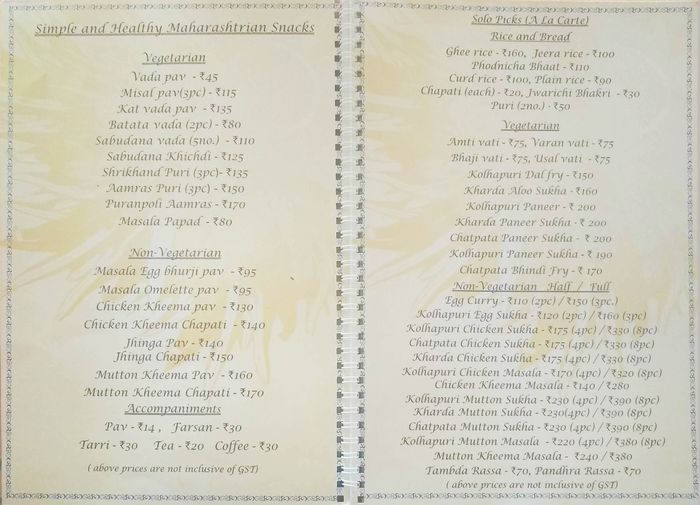 Simple and Healthy Maharashtrian Snacks
Vegetarian
Vada pav - ₹45
Misal pav(3pc) - ₹115
Kat vada pav - ₹135
Batata vada (2pc) - ₹80
Sabudana vada (5no.) - ₹110
Sabudana Khichdi - ₹125
Shrikhand Puri (3pc)- ₹135
Aamras Puri (3pc) - ₹150
Puranpoli Aamras - ₹170
Masala Papad - ₹80
Non-Vegetarian
Masala Egg bhurji pav - ₹95
Masala Omelette pav - ₹95
Chicken Kheema pav - ₹130
Chicken Kheema Chapati - ₹140
Jhinga Pav - ₹140
Jhinga Chapati - ₹150
Mutton Kheema Pav - ₹160
Mutton Kheema Chapati - ₹170
Accompaniments
Pav - ₹14 , Farsan - ₹30
Tarri - ₹30 Tea - ₹20 Coffee - ₹30
( above prices are not inclusive of GST)
Solo Picks (A La Carte)
Rice and Bread
Ghee rice - ₹160, Jeera rice - ₹100
Phodnicha Bhaat - ₹110
Curd rice - ₹100, Plain rice - ₹90
Chapati (each) - ₹20, Jwarichi Bhakri - ₹30
Puri (2no.) - ₹50
Vegetarian
Amti vati - ₹75, Varan vati - ₹75
Bhaji vati - ₹75, Usal vati - ₹75
Kolhapuri Dal fry - ₹150
Kharda Aloo Sukha - ₹160
Kolhapuri Paneer - ₹ 200
Kharda Paneer Sukha - ₹ 200
Chatpata Paneer Sukha - ₹ 200
Kolhapuri Paneer Sukha - ₹ 190
Chatpata Bhindi Fry - ₹ 170
Non-Vegetarian Half / Full
Egg Curry - ₹110 (2pc) / ₹150 (3pc.)
Kolhapuri Egg Sukha - ₹120 (2pc) / ₹160 (3pc)
Kolhapuri Chicken Sukha - ₹175 (4pc) / ₹330 (8pc)
Chatpata Chicken Sukha - ₹175 (4pc) / ₹330 (8pc)
Kharda Chicken Sukha - ₹175 (4pc) / ₹330 (8pc)
Kolhapuri Chicken Masala - ₹170 (4pc) / ₹320 (8pc)
Chicken Kheema Masala - ₹140 / ₹280
Kolhapuri Mutton Sukha - ₹230 (4pc) / ₹390 (8pc)
Kharda Mutton Sukha - ₹230(4pc) / ₹390 (8pc)
Chatpata Mutton Sukha - ₹230 (4pc) / ₹390 (8pc)
Kolhapuri Mutton Masala - ₹220 (4pc) / ₹380 (8pc)
Mutton Kheema Masala - ₹240 / ₹380
Tambda Rassa - ₹70, Pandhra Rassa - ₹70
( above prices are not inclusive of GST)